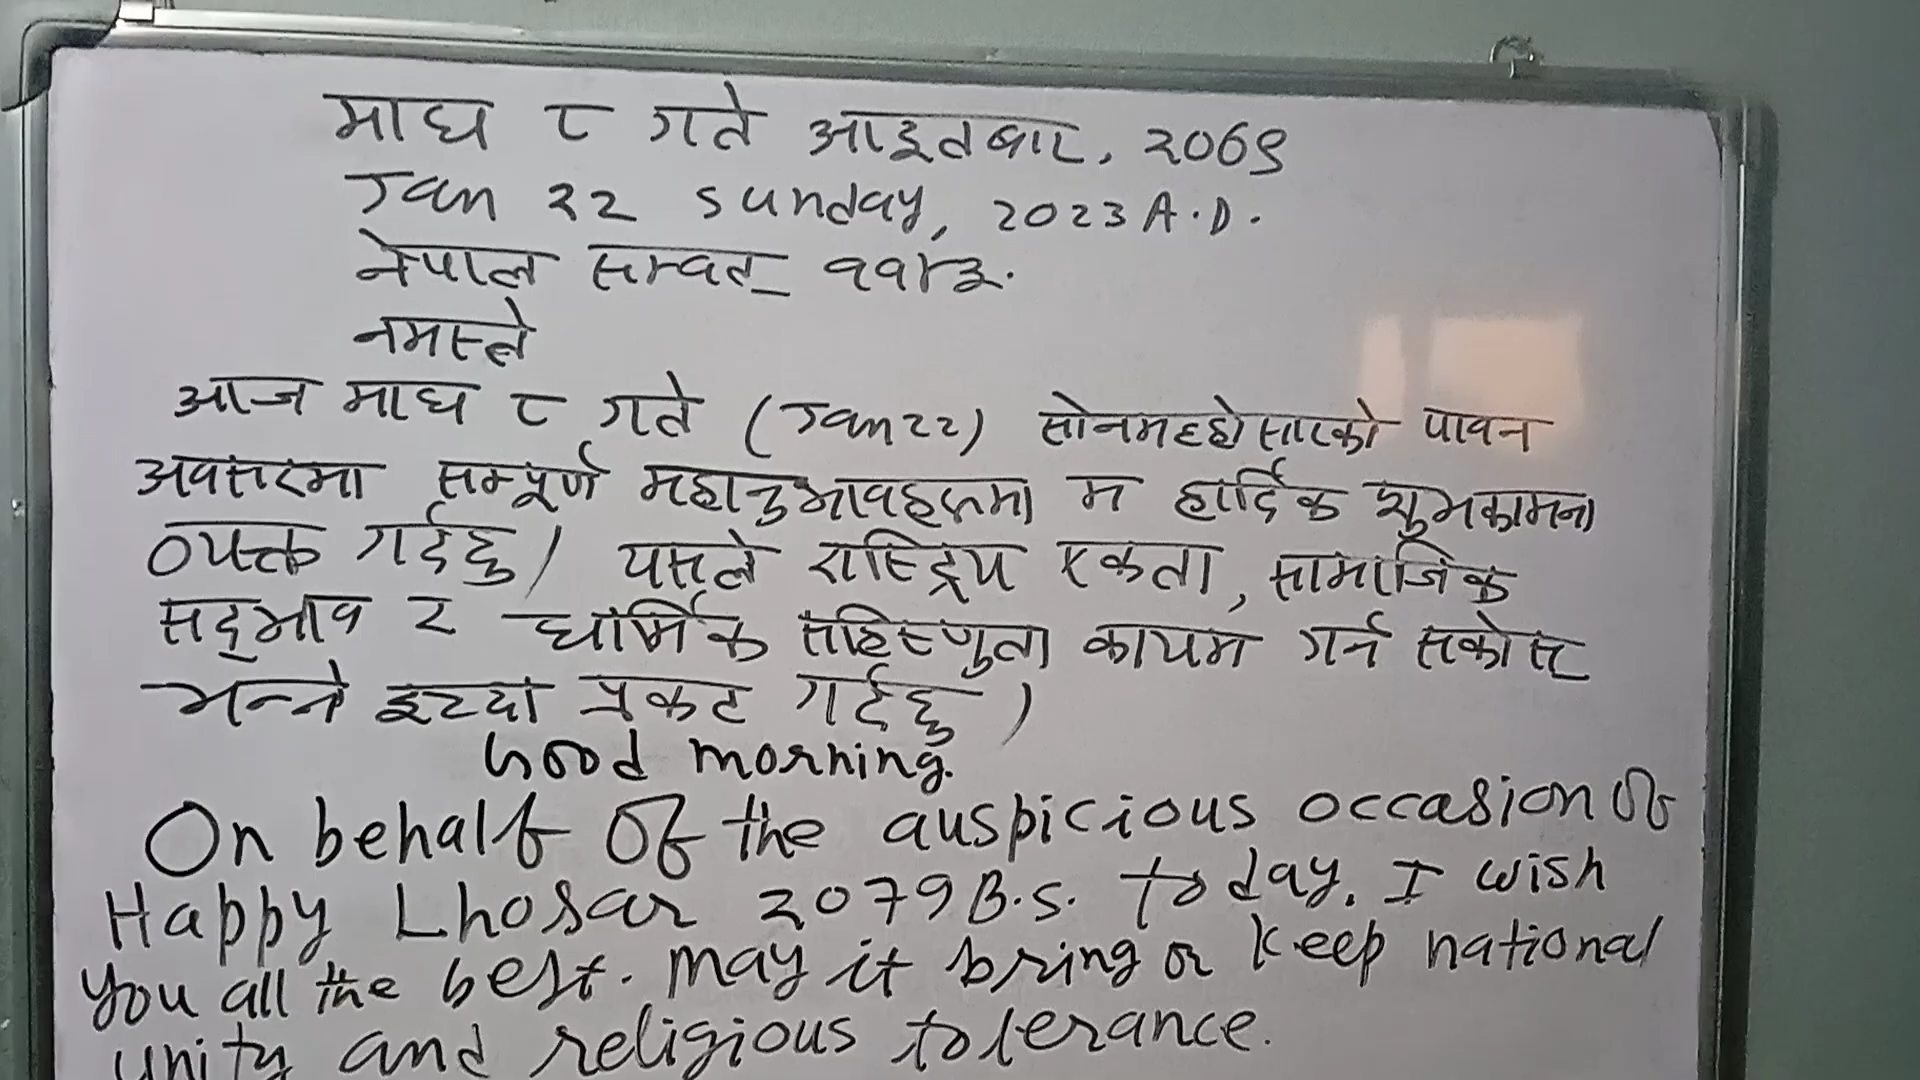 माघ ८ गते आइतबार, २०७९
Jan 22 Sunday, 2023 A.D.
नेपाल सम्वत् ११४३.
नमस्ते
आज माघ ८ गते (Jan 22) सोनमल्होसारको पावन
अवसरमा सम्पूर्ण महानुभावहरूमा म हार्दिक शुभकामना
व्यक्त गर्दछु। यसले राष्ट्रिय एकता, सामाजिक
सद्भाव र धार्मिक सहिष्णुता कायम गर्न सकोस्
भन्ने इच्छा प्रकट गर्दछु।
Good morning.
On behalf of the auspicious occasion of
Happy Lhosar 2079 B.S. today. I wish
you all the best. may it bring or keep national
unity and religious tolerance.